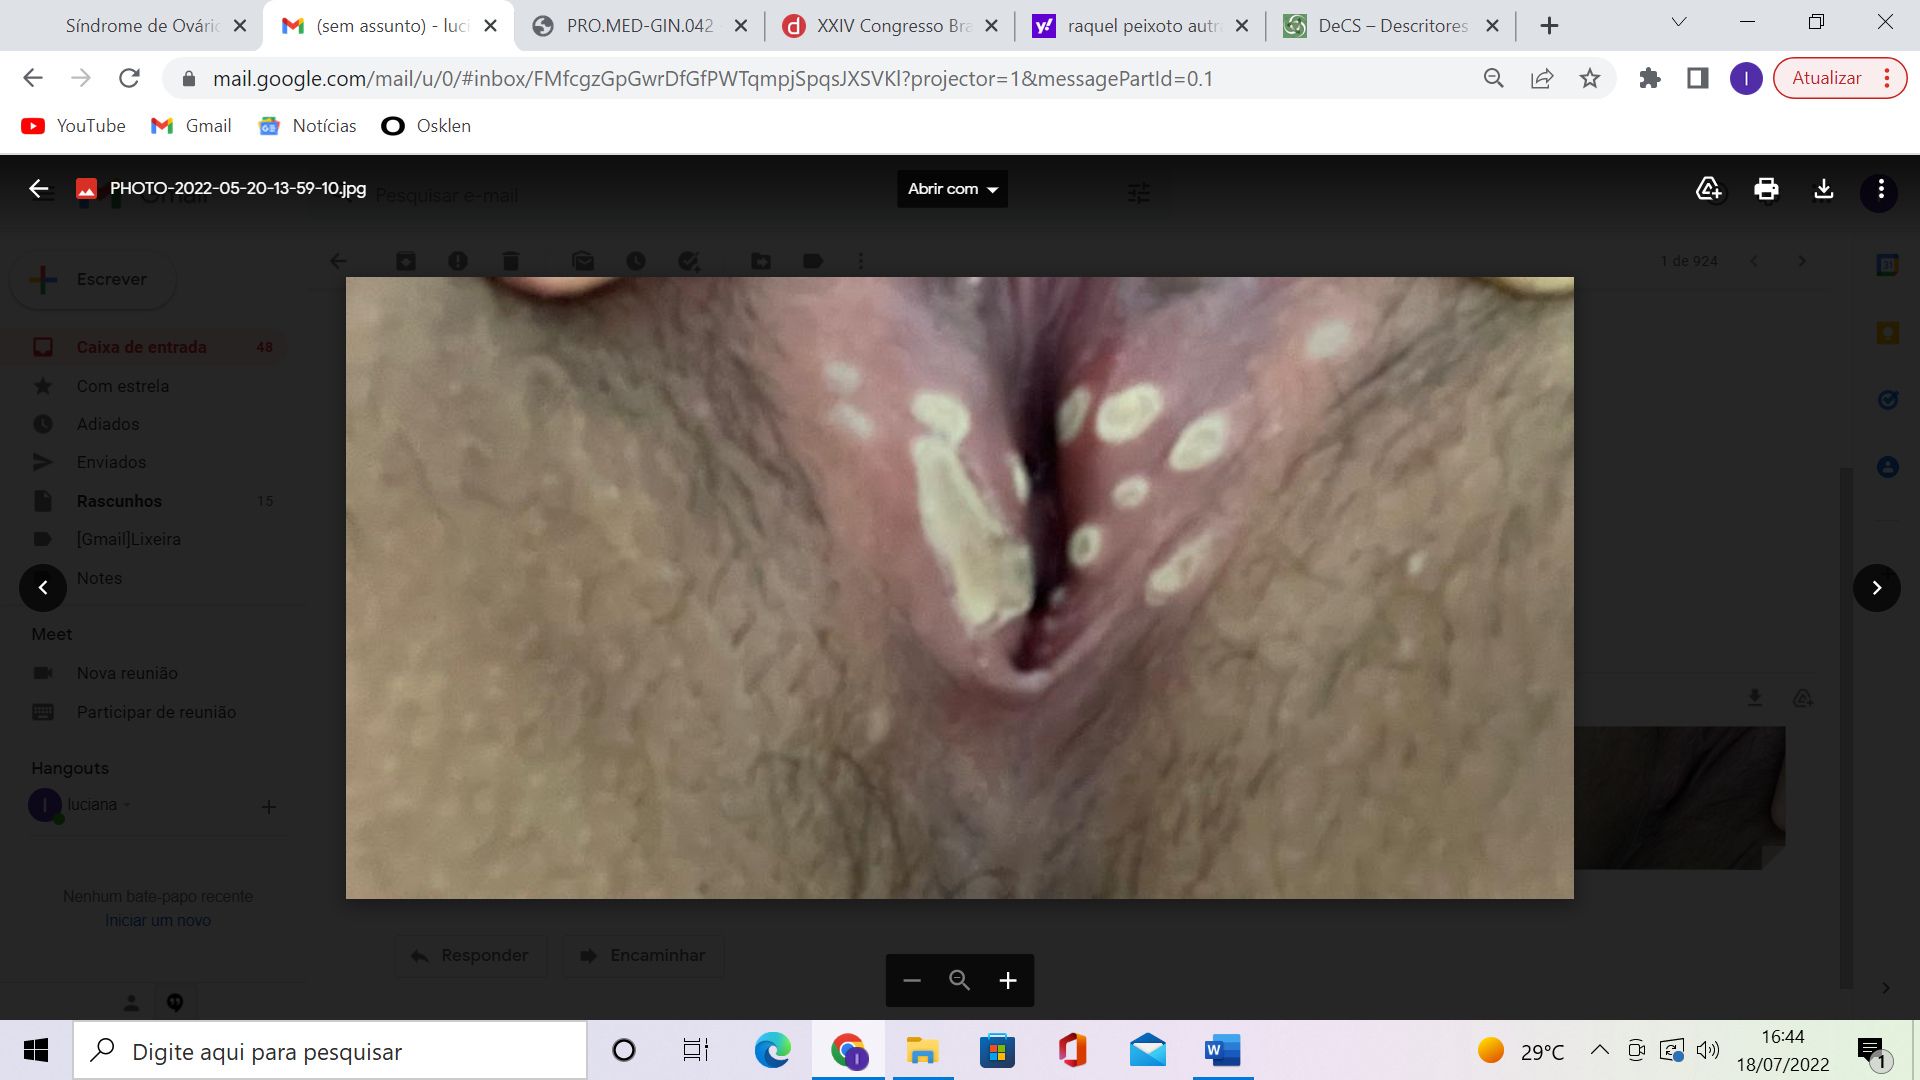 Síndrome de Ovári
(sem assunto) - luci
PRO.MED-GIN.042
XXIV Congresso Bra
raquel peixoto autr
DeCS – Descritores
mail.google.com/mail/u/0/#inbox/FMfcgzGpGwrDfGfPWTqmpjSpqsJXSVKl?projector=1&messagePartId=0.1
Atualizar
YouTube
Gmail
Notícias
Osklen
PHOTO-2022-05-20-13-59-10.jpg
Pesquisar e-mail
Abrir com
Escrever
1 de 924
Caixa de entrada 48
Com estrela
Adiados
Enviados
Rascunhos 15
[Gmail]Lixeira
Notes
Meet
Nova reunião
Participar de reunião
Hangouts
luciana
Nenhum bate-papo recente
Iniciar um novo
Responder
Encaminhar
Digite aqui para pesquisar
29°C
16:44
18/07/2022
1